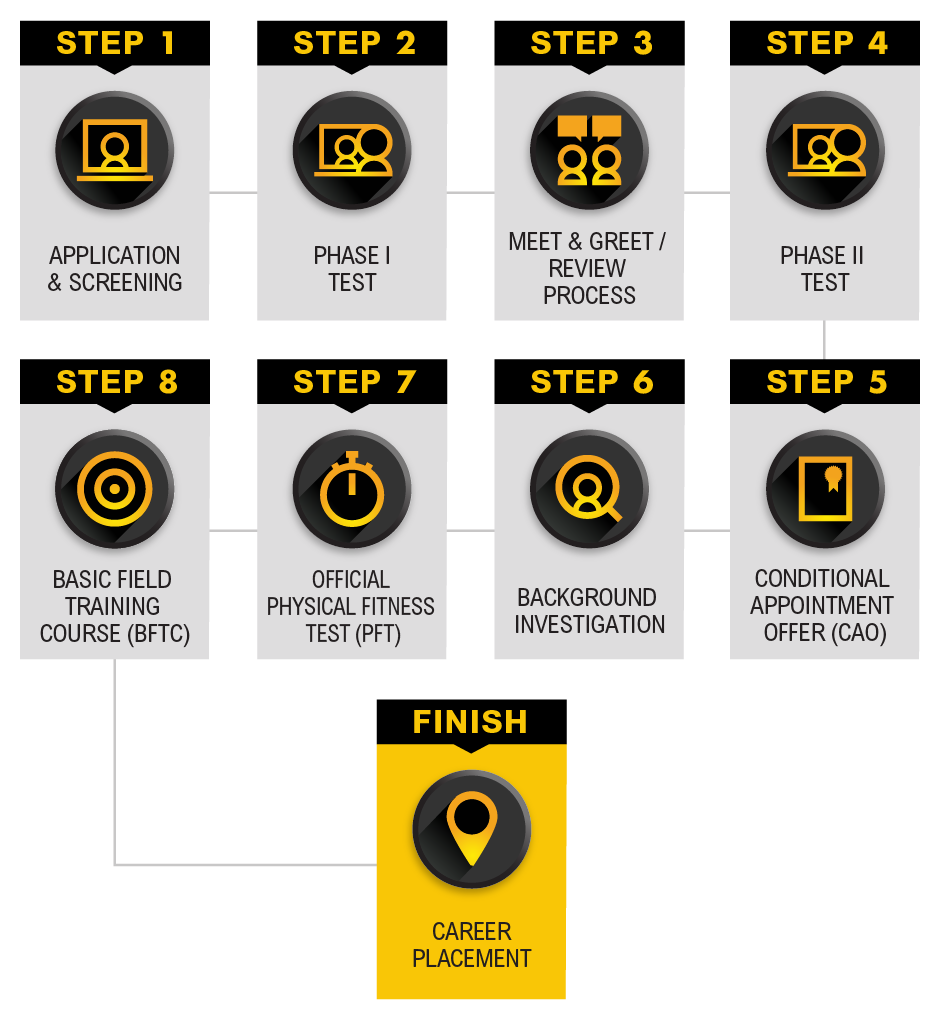 STEP 1
APPLICATION
& SCREENING
STEP 2
PHASE I
TEST
STEP 3
MEET & GREET /
REVIEW
PROCESS
STEP 4
PHASE II
TEST
STEP 5
CONDITIONAL
APPOINTMENT
OFFER (CAO)
STEP 6
BACKGROUND
INVESTIGATION
STEP 7
OFFICIAL
PHYSICAL FITNESS
TEST (PFT)
STEP 8
BASIC FIELD
TRAINING
COURSE (BFTC)
FINISH
CAREER
PLACEMENT